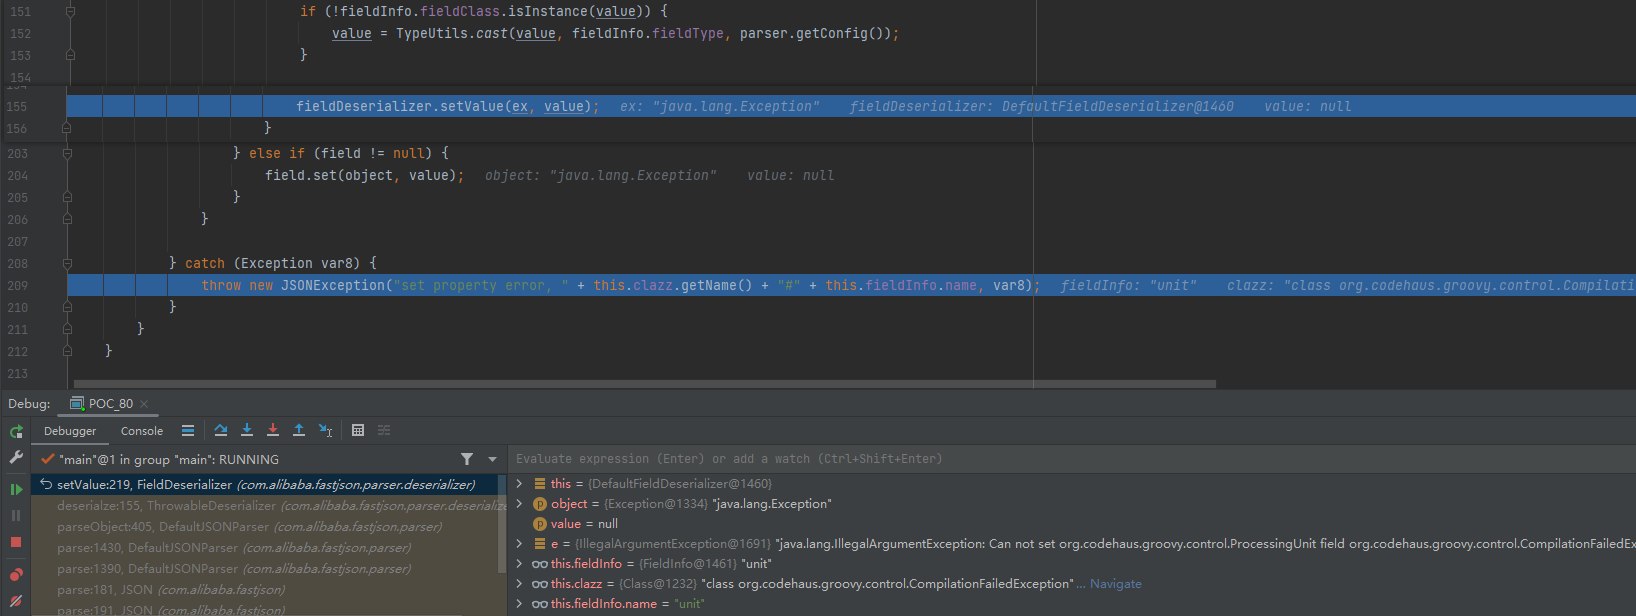 151 if (!fieldInfo.fieldClass.isInstance(value)) {
152 value = TypeUtils.cast(value, fieldInfo.fieldType, parser.getConfig());
153 }
154
155 fieldDeserializer.setValue(ex, value); ex: "java.lang.Exception" fieldDeserializer: DefaultFieldDeserializer@1460 value: null
156 }
203 } else if (field != null) {
204 field.set(object, value); object: "java.lang.Exception" value: null
205 }
206 }
207
208 } catch (Exception var8) {
209 throw new JSONException("set property error, " + this.clazz.getName() + "#" + this.fieldInfo.name, var8); fieldInfo: "unit" clazz: "class org.codehaus.groovy.control.Compilati
210 }
211 }
212 }
213
Debug: POC_80
Debugger Console
"main"@1 in group "main": RUNNING
Evaluate expression (Enter) or add a watch (Ctrl+Shift+Enter)
setValue:219, FieldDeserializer (com.alibaba.fastjson.parser.deserializer)
deserialze:155, ThrowableDeserializer (com.alibaba.fastjson.parser.deserialize
parseObject:405, DefaultJSONParser (com.alibaba.fastjson.parser)
parse:1430, DefaultJSONParser (com.alibaba.fastjson.parser)
parse:1390, DefaultJSONParser (com.alibaba.fastjson.parser)
parse:181, JSON (com.alibaba.fastjson)
parse:191, JSON (com.alibaba.fastjson)
this = {DefaultFieldDeserializer@1460}
object = {Exception@1334} "java.lang.Exception"
value = null
e = {IllegalArgumentException@1691} "java.lang.IllegalArgumentException: Can not set org.codehaus.groovy.control.ProcessingUnit field org.codehaus.groovy.control.CompilationFailedEx
this.fieldInfo = {FieldInfo@1461} "unit"
this.clazz = {Class@1232} "class org.codehaus.groovy.control.CompilationFailedException" ... Navigate
this.fieldInfo.name = "unit"